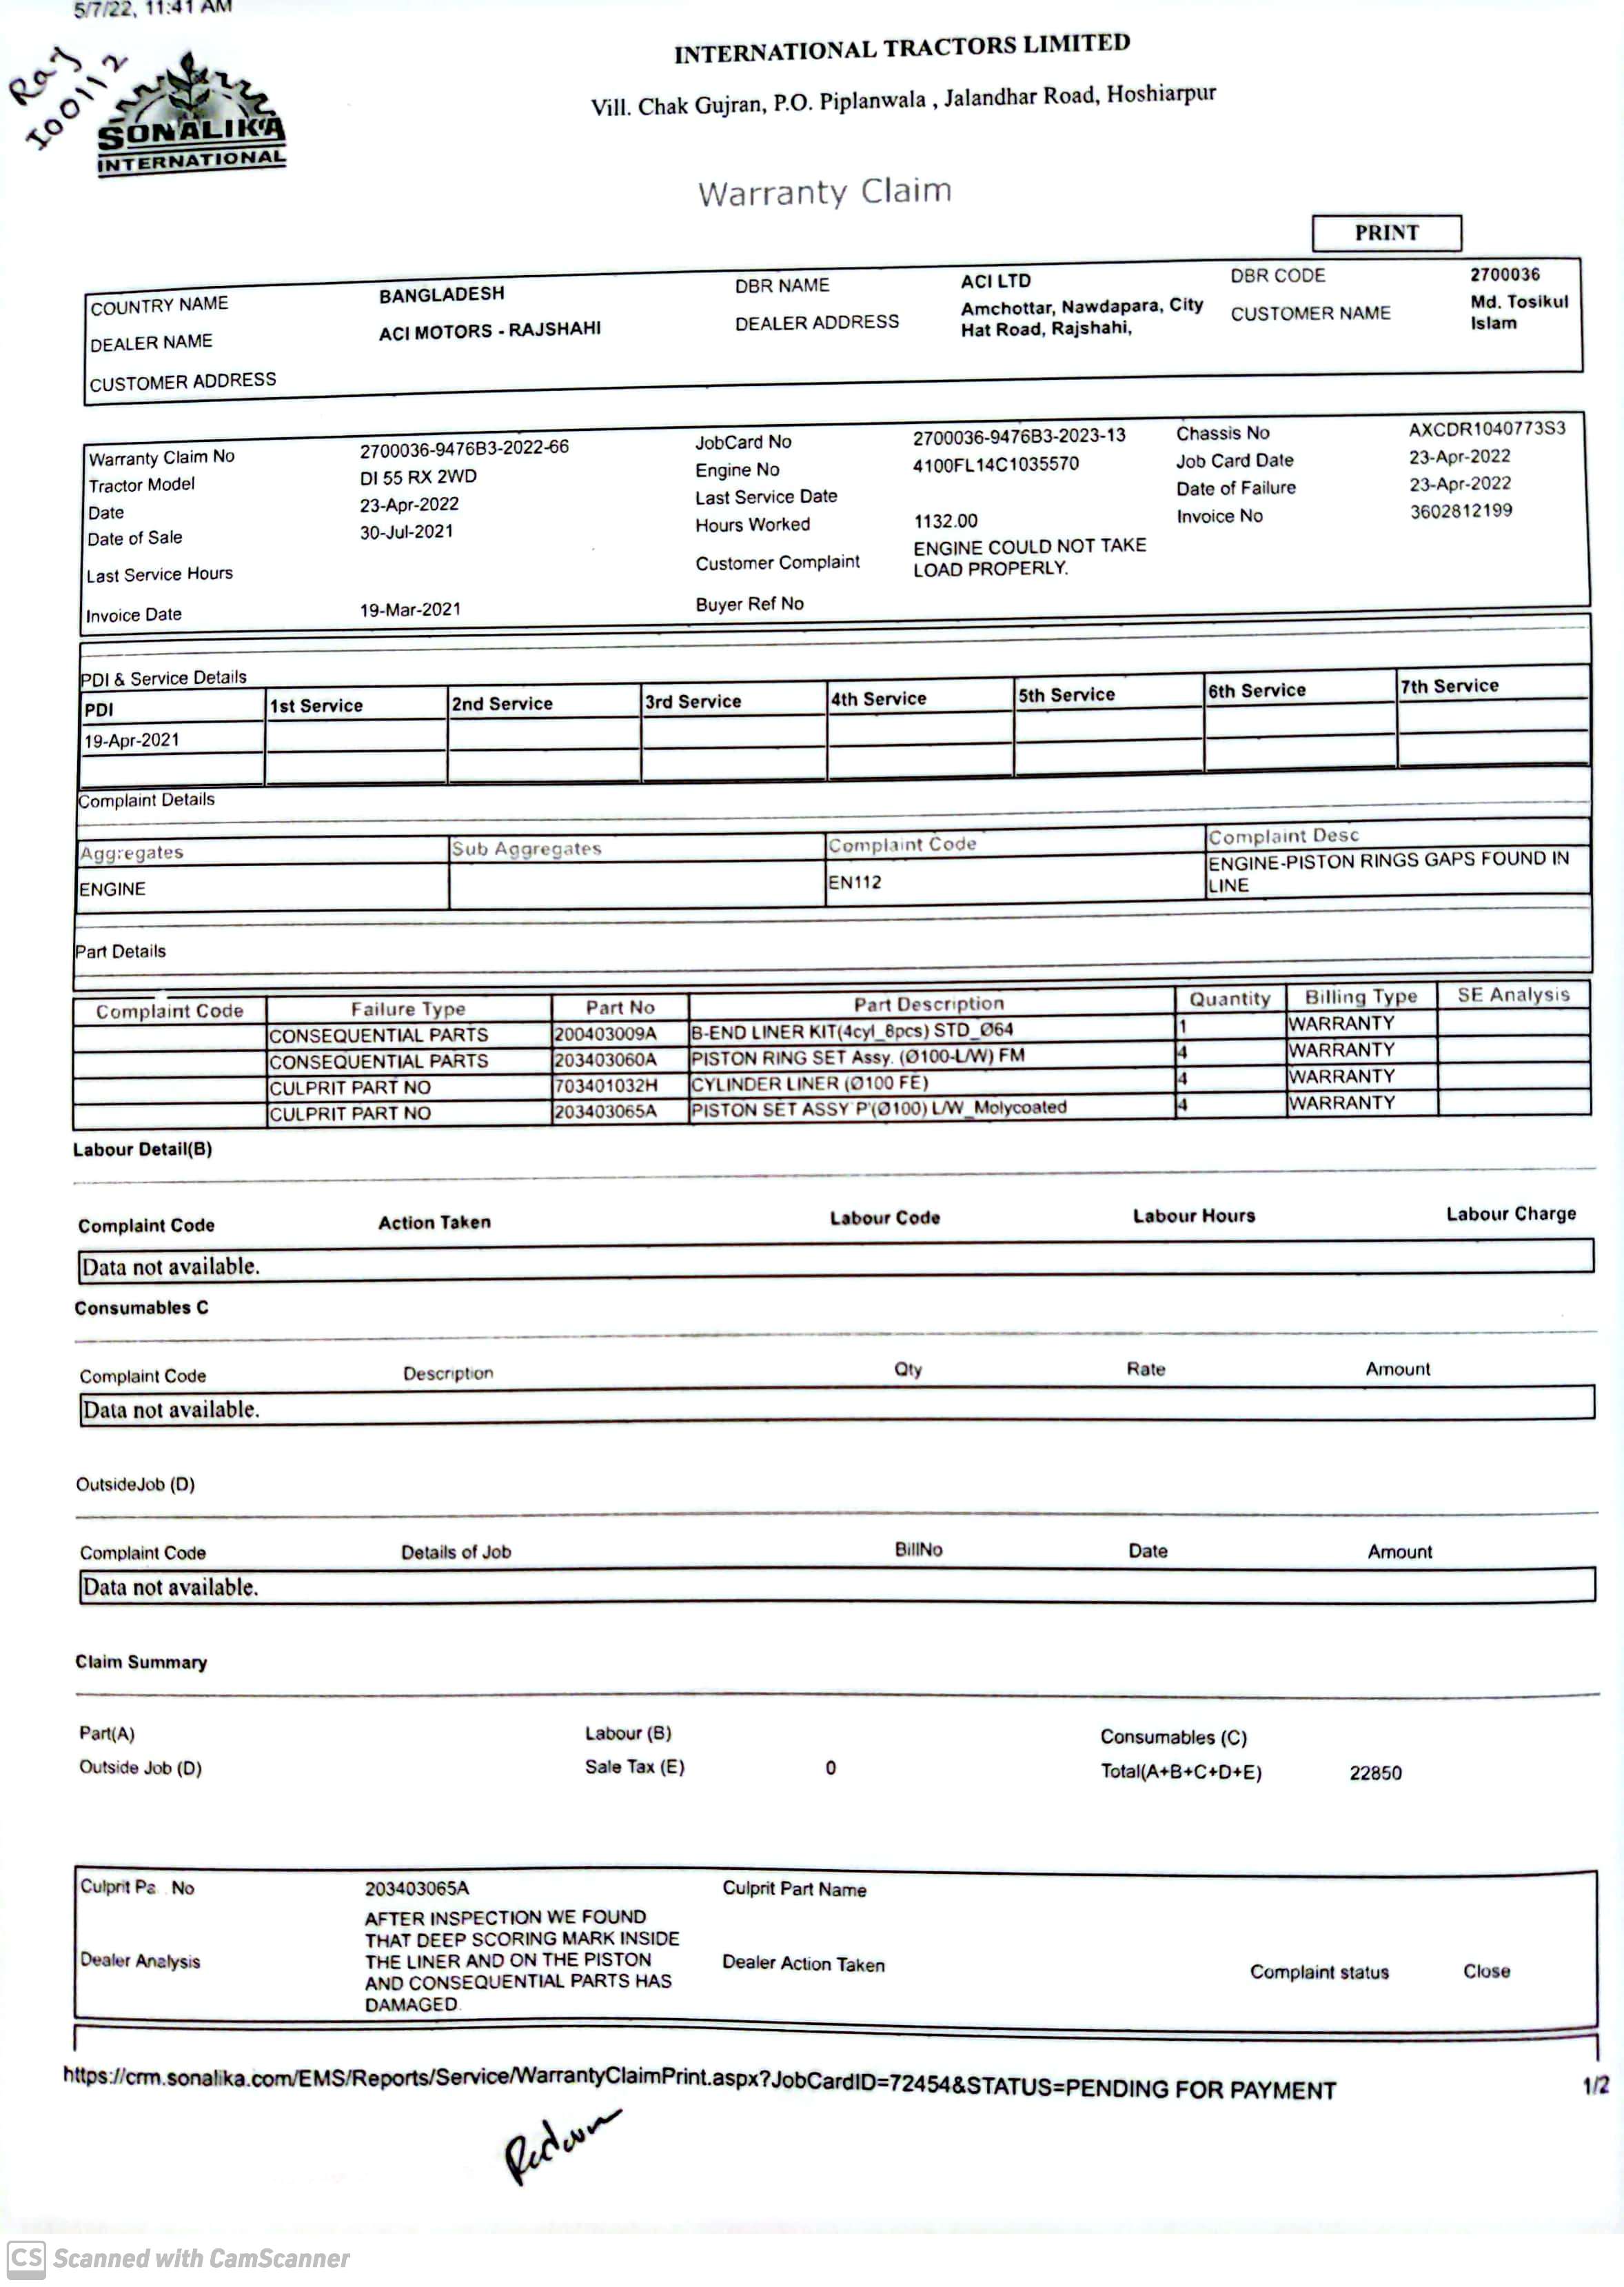 5/7/22, 11:41 AM
Raj
I00112
SONALIKA
INTERNATIONAL
INTERNATIONAL TRACTORS LIMITED
Vill. Chak Gujran, P.O. Piplanwala , Jalandhar Road, Hoshiarpur
Warranty Claim
PRINT
COUNTRY NAME BANGLADESH DBR NAME ACI LTD DBR CODE 2700036
DEALER NAME ACI MOTORS - RAJSHAHI DEALER ADDRESS Amchottar, Nawdapara, City Hat Road, Rajshahi, CUSTOMER NAME Md. Tosikul Islam
CUSTOMER ADDRESS
Warranty Claim No 2700036-9476B3-2022-66 JobCard No 2700036-9476B3-2023-13 Chassis No AXCDR1040773S3
Tractor Model DI 55 RX 2WD Engine No 4100FL14C1035570 Job Card Date 23-Apr-2022
Date 23-Apr-2022 Last Service Date Date of Failure 23-Apr-2022
Date of Sale 30-Jul-2021 Hours Worked 1132.00 Invoice No 3602812199
Last Service Hours Customer Complaint ENGINE COULD NOT TAKE LOAD PROPERLY.
Invoice Date 19-Mar-2021 Buyer Ref No
PDI & Service Details
PDI 1st Service 2nd Service 3rd Service 4th Service 5th Service 6th Service 7th Service
19-Apr-2021
Complaint Details
Aggregates Sub Aggregates Complaint Code Complaint Desc
ENGINE EN112 ENGINE-PISTON RINGS GAPS FOUND IN LINE
Part Details
Complaint Code Failure Type Part No Part Description Quantity Billing Type SE Analysis
CONSEQUENTIAL PARTS 200403009A B-END LINER KIT(4cyl_8pcs) STD_Ø64 1 WARRANTY
CONSEQUENTIAL PARTS 203403060A PISTON RING SET Assy. (Ø100-L/W) FM 4 WARRANTY
CULPRIT PART NO 703401032H CYLINDER LINER (Ø100 FE) 4 WARRANTY
CULPRIT PART NO 203403065A PISTON SET ASSY P'(Ø100) L/W_Molycoated 4 WARRANTY
Labour Detail(B)
Complaint Code Action Taken Labour Code Labour Hours Labour Charge
Data not available.
Consumables C
Complaint Code Description Qty Rate Amount
Data not available.
OutsideJob (D)
Complaint Code Details of Job BillNo Date Amount
Data not available.
Claim Summary
Part(A) Labour (B) Consumables (C)
Outside Job (D) Sale Tax (E) 0 Total(A+B+C+D+E) 22850
Culprit Pa No 203403065A Culprit Part Name
Dealer Analysis AFTER INSPECTION WE FOUND THAT DEEP SCORING MARK INSIDE THE LINER AND ON THE PISTON AND CONSEQUENTIAL PARTS HAS DAMAGED. Dealer Action Taken Complaint status Close
https://crm.sonalika.com/EMS/Reports/Service/WarrantyClaimPrint.aspx?JobCardID=72454&STATUS=PENDING FOR PAYMENT 1/2
CS Scanned with CamScanner